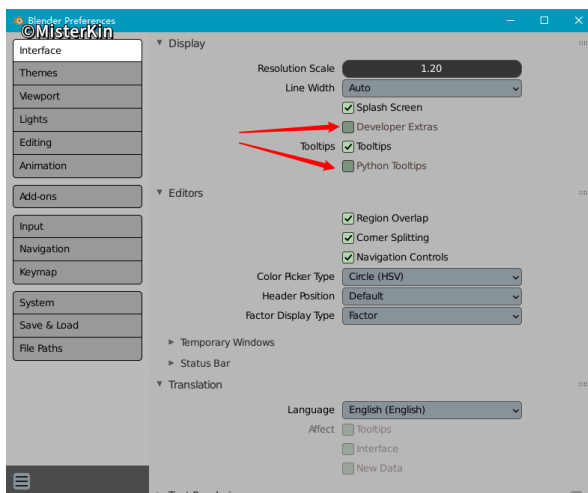 Blender Preferences
©MisterKin
Interface
Themes
Viewport
Lights
Editing
Animation
Add-ons
Input
Navigation
Keymap
System
Save & Load
File Paths
Display
Resolution Scale 1.20
Line Width Auto
Splash Screen
Developer Extras
Tooltips Tooltips
Python Tooltips
Editors
Region Overlap
Corner Splitting
Navigation Controls
Color Picker Type Circle (HSV)
Header Position Default
Factor Display Type Factor
Temporary Windows
Status Bar
Translation
Language English (English)
Affect Tooltips
Interface
New Data